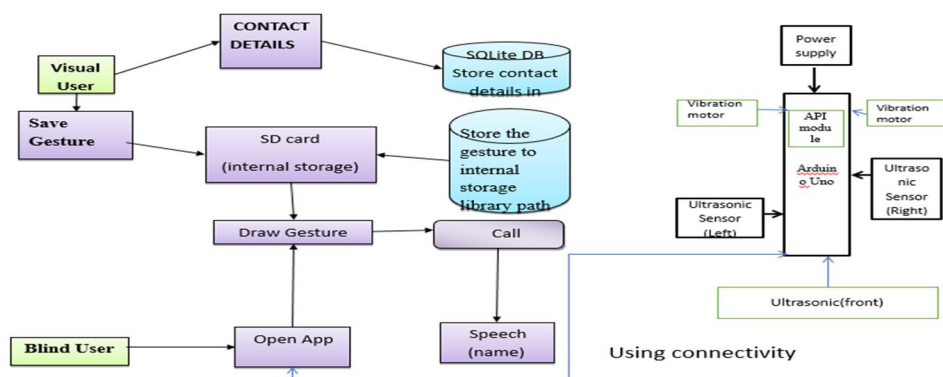 CONTACT
DETAILS
SQLite DB
Store contact
details in
Visual
User
Save
Gesture
SD card
(internal storage)
Store the
gesture to
internal
storage
library path
Draw Gesture
Call
Blind User
Open App
Speech
(name)
Power
supply
Vibration
motor
API
modu
le
Vibration
motor
Arduin
o Uno
Ultraso
nic
Sensor
(Right)
Ultrasonic
Sensor
(Left)
Ultrasonic(front)
Using connectivity